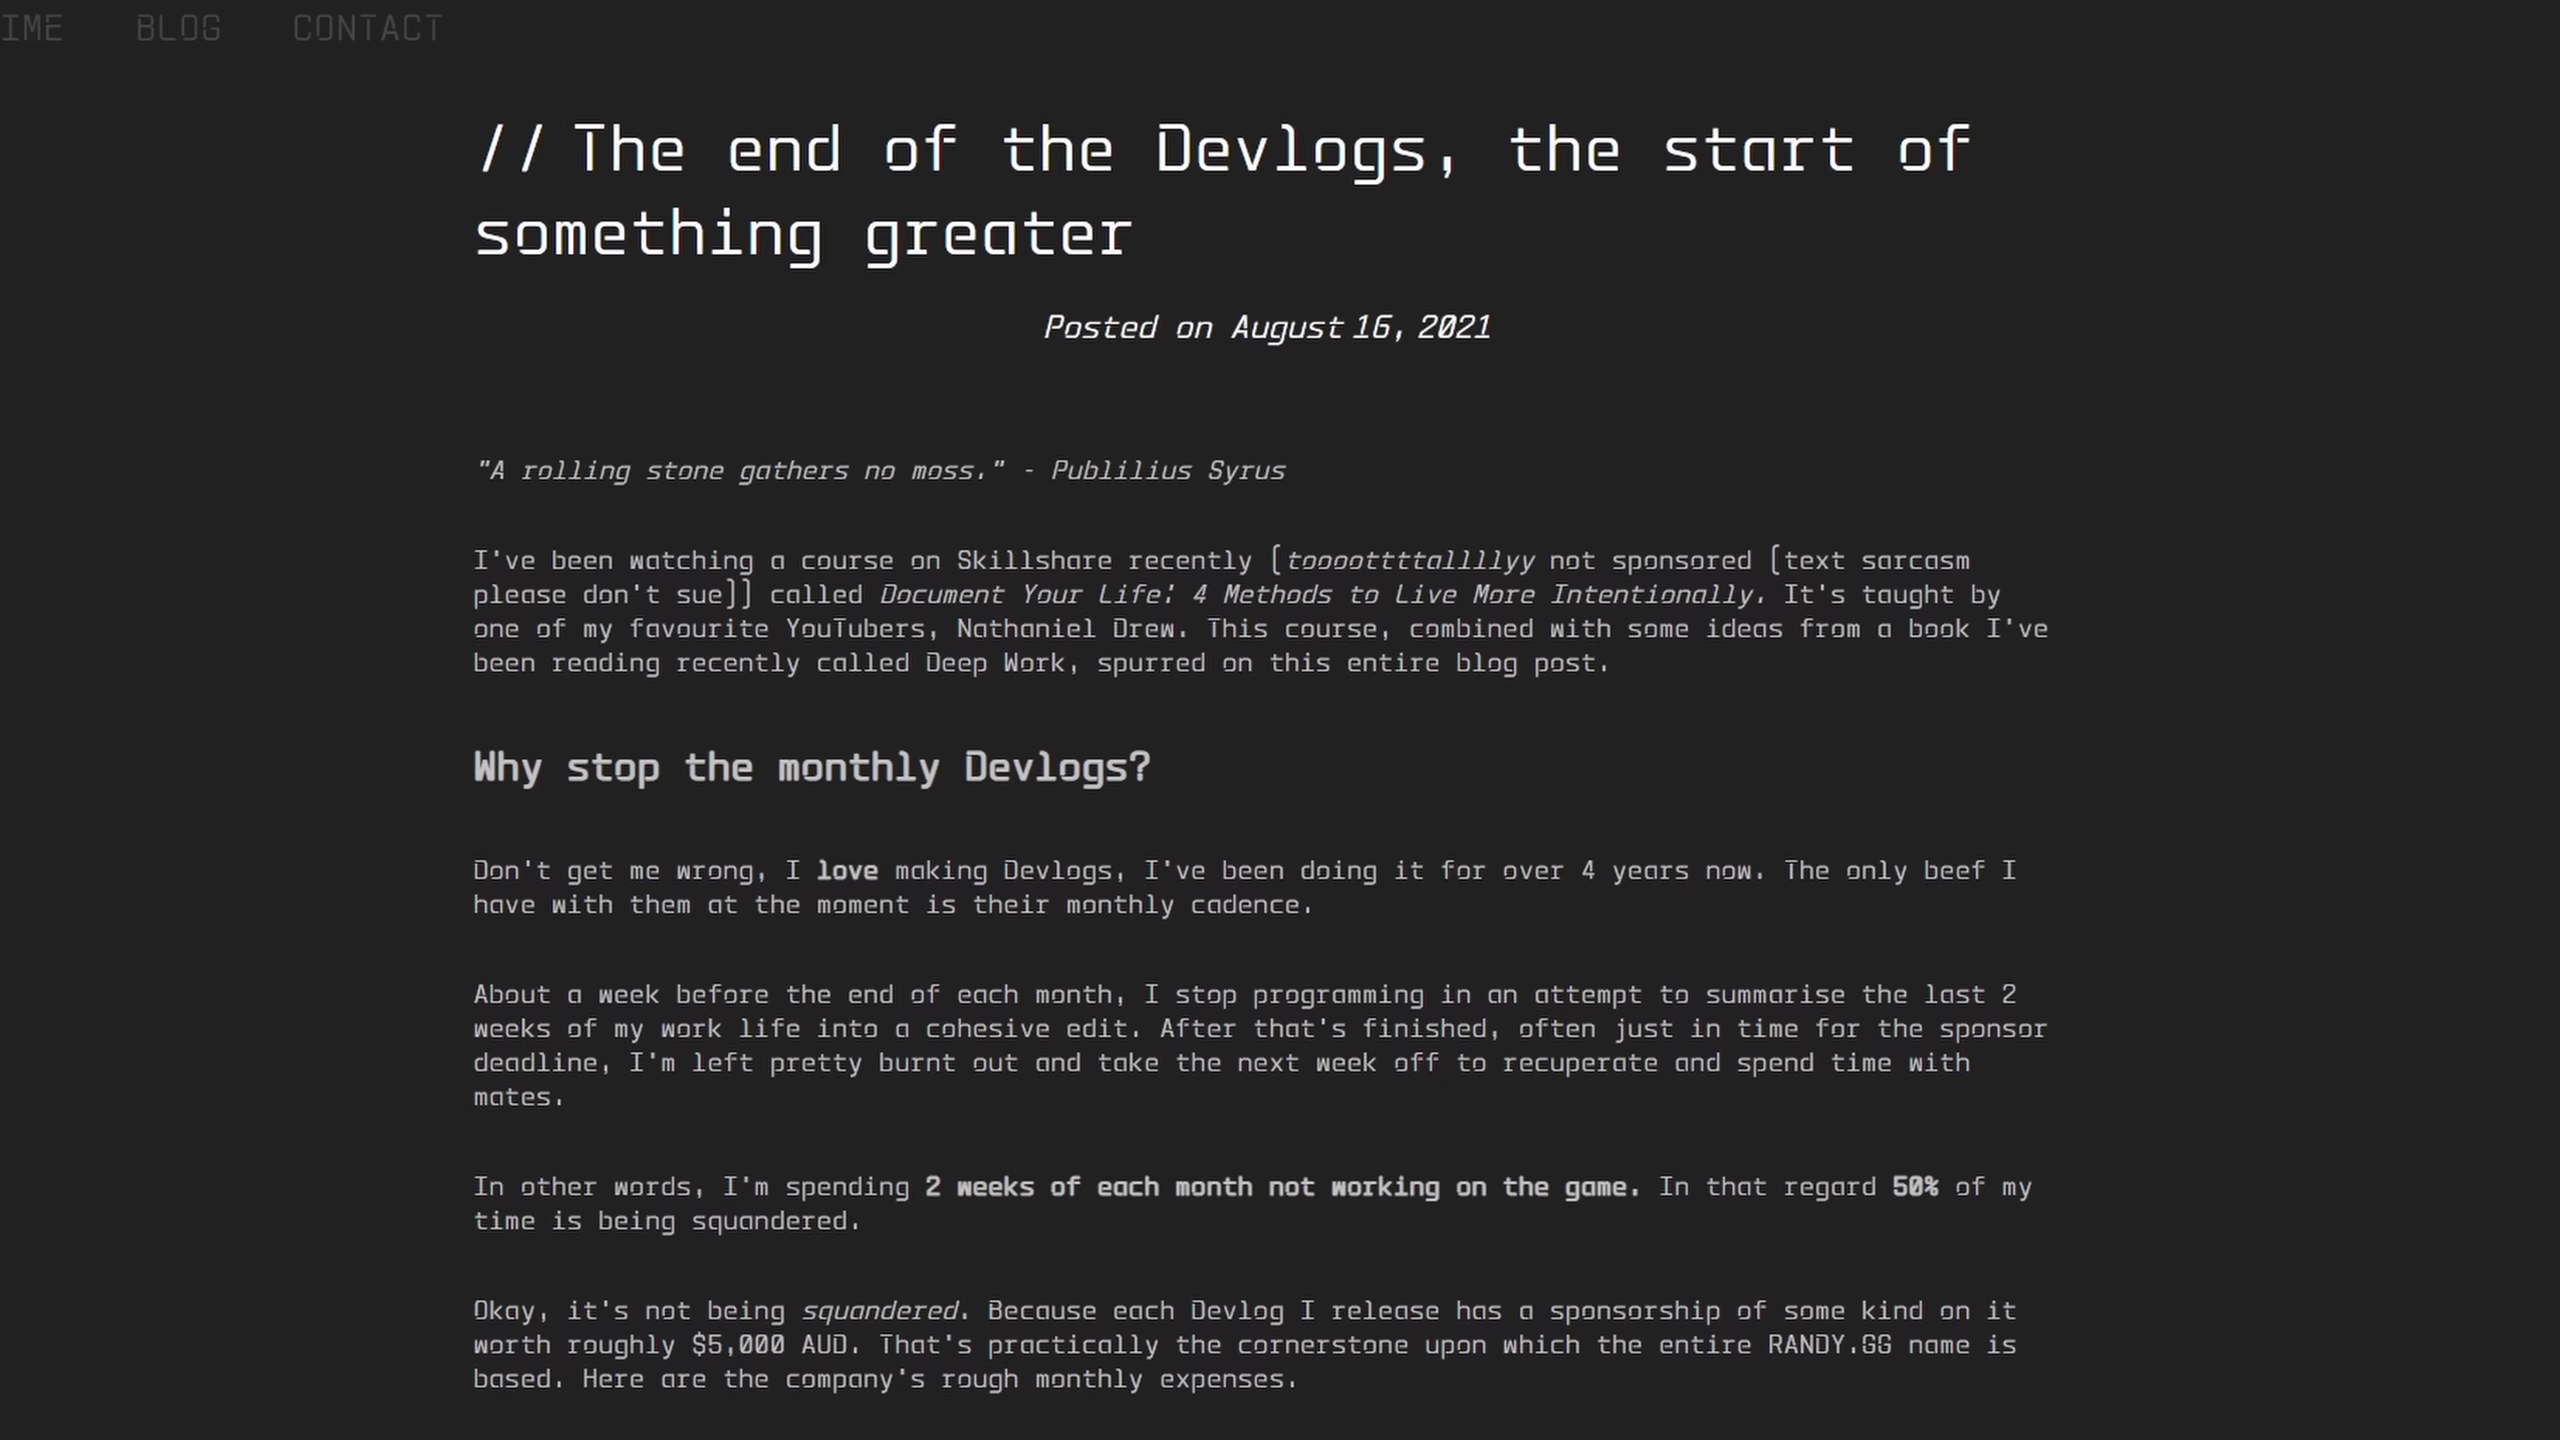 IME BLOG CONTACT
// The end of the Devlogs, the start of
something greater
Posted on August 16, 2021
"A rolling stone gathers no moss." - Publilius Syrus
I've been watching a course on Skillshare recently (toooottttallllyy not sponsored (text sarcasm
please don't sue)) called Document Your Life: 4 Methods to Live More Intentionally. It's taught by
one of my favourite YouTubers, Nathaniel Drew. This course, combined with some ideas from a book I've
been reading recently called Deep Work, spurred on this entire blog post.
Why stop the monthly Devlogs?
Don't get me wrong, I love making Devlogs, I've been doing it for over 4 years now. The only beef I
have with them at the moment is their monthly cadence.
About a week before the end of each month, I stop programming in an attempt to summarise the last 2
weeks of my work life into a cohesive edit. After that's finished, often just in time for the sponsor
deadline, I'm left pretty burnt out and take the next week off to recuperate and spend time with
mates.
In other words, I'm spending 2 weeks of each month not working on the game. In that regard 50% of my
time is being squandered.
Okay, it's not being squandered. Because each Devlog I release has a sponsorship of some kind on it
worth roughly $5,000 AUD. That's practically the cornerstone upon which the entire RANDY.GG name is
based. Here are the company's rough monthly expenses.